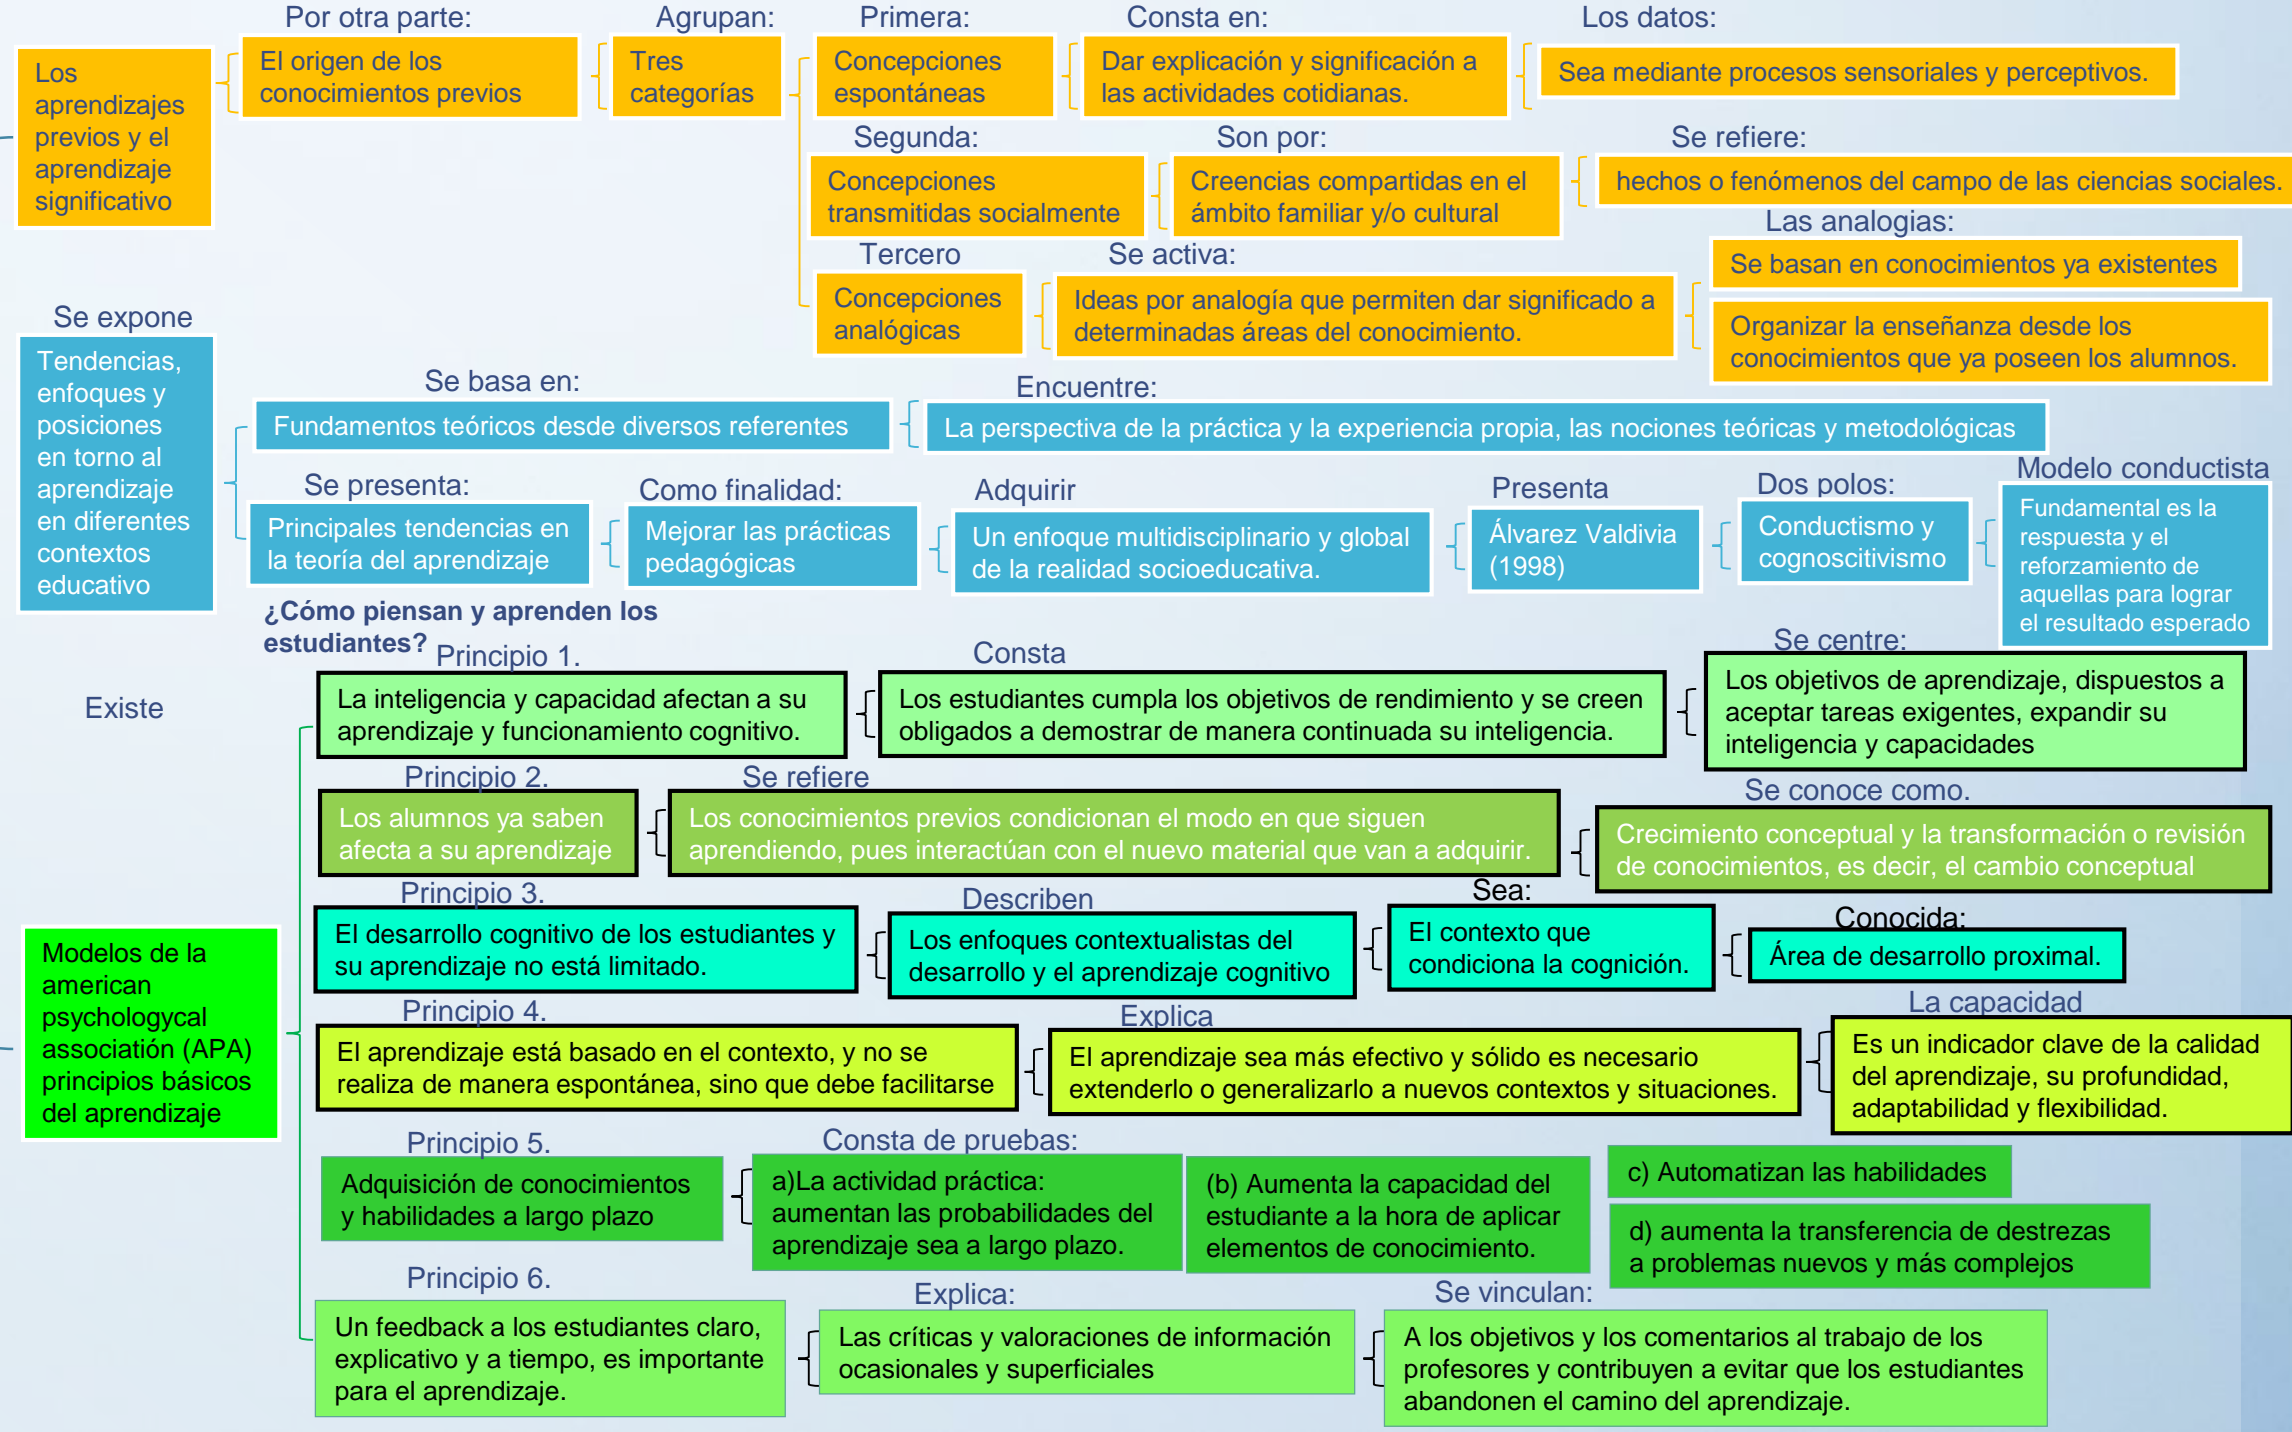 Por otra parte:
Agrupan:
Primera:
Consta en:
Los datos:
Los
aprendizajes
previos y el
aprendizaje
significativo
El origen de los
conocimientos previos
Tres
categorías
Concepciones
espontáneas
Dar explicación y significación a
las actividades cotidianas.
Sea mediante procesos sensoriales y perceptivos.
Segunda:
Son por:
Se refiere:
Concepciones
transmitidas socialmente
Creencias compartidas en el
ámbito familiar y/o cultural
hechos o fenómenos del campo de las ciencias sociales.
Tercero
Se activa:
Las analogias:
Concepciones
analógicas
Ideas por analogía que permiten dar significado a
determinadas áreas del conocimiento.
Se basan en conocimientos ya existentes
Organizar la enseñanza desde los
conocimientos que ya poseen los alumnos.
Se expone
Tendencias,
enfoques y
posiciones
en torno al
aprendizaje
en diferentes
contextos
educativo
Se basa en:
Encuentre:
Fundamentos teóricos desde diversos referentes
La perspectiva de la práctica y la experiencia propia, las nociones teóricas y metodológicas
Se presenta:
Como finalidad:
Adquirir
Presenta
Dos polos:
Modelo conductista
Principales tendencias en
la teoría del aprendizaje
Mejorar las prácticas
pedagógicas
Un enfoque multidisciplinario y global
de la realidad socioeducativa.
Álvarez Valdivia
(1998)
Conductismo y
cognoscitivismo
Fundamental es la
respuesta y el
reforzamiento de
aquellas para lograr
el resultado esperado
¿Cómo piensan y aprenden los
estudiantes?
Existe
Modelos de la
american
psychologycal
associatión (APA)
principios básicos
del aprendizaje
Principio 1.
Consta
Se centre:
La inteligencia y capacidad afectan a su
aprendizaje y funcionamiento cognitivo.
Los estudiantes cumpla los objetivos de rendimiento y se creen
obligados a demostrar de manera continuada su inteligencia.
Los objetivos de aprendizaje, dispuestos a
aceptar tareas exigentes, expandir su
inteligencia y capacidades
Principio 2.
Se refiere
Se conoce como.
Los alumnos ya saben
afecta a su aprendizaje
Los conocimientos previos condicionan el modo en que siguen
aprendiendo, pues interactúan con el nuevo material que van a adquirir.
Crecimiento conceptual y la transformación o revisión
de conocimientos, es decir, el cambio conceptual
Principio 3.
Describen
Sea:
Conocida:
El desarrollo cognitivo de los estudiantes y
su aprendizaje no está limitado.
Los enfoques contextualistas del
desarrollo y el aprendizaje cognitivo
El contexto que
condiciona la cognición.
Área de desarrollo proximal.
Principio 4.
Explica
La capacidad
El aprendizaje está basado en el contexto, y no se
realiza de manera espontánea, sino que debe facilitarse
El aprendizaje sea más efectivo y sólido es necesario
extenderlo o generalizarlo a nuevos contextos y situaciones.
Es un indicador clave de la calidad
del aprendizaje, su profundidad,
adaptabilidad y flexibilidad.
Principio 5.
Consta de pruebas:
Adquisición de conocimientos
y habilidades a largo plazo
a)La actividad práctica:
aumentan las probabilidades del
aprendizaje sea a largo plazo.
(b) Aumenta la capacidad del
estudiante a la hora de aplicar
elementos de conocimiento.
c) Automatizan las habilidades
d) aumenta la transferencia de destrezas
a problemas nuevos y más complejos
Principio 6.
Explica:
Se vinculan:
Un feedback a los estudiantes claro,
explicativo y a tiempo, es importante
para el aprendizaje.
Las críticas y valoraciones de información
ocasionales y superficiales
A los objetivos y los comentarios al trabajo de los
profesores y contribuyen a evitar que los estudiantes
abandonen el camino del aprendizaje.